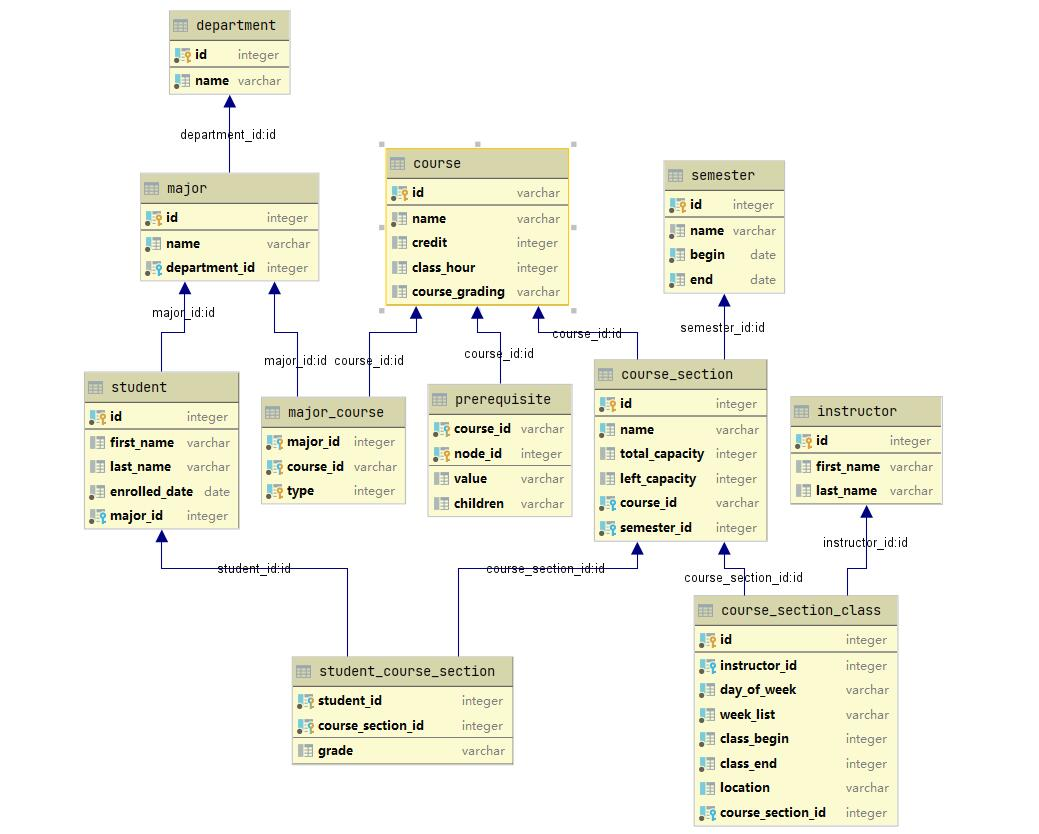 department
id integer
name varchar
department_id:id
major
id integer
name varchar
department_id integer
course
id varchar
name varchar
credit integer
class_hour integer
course_grading varchar
semester
id integer
name varchar
begin date
end date
major_id:id
major_id:id
course_id:id
course_id:id
course_id:id
semester_id:id
student
id integer
first_name varchar
last_name varchar
enrolled_date date
major_id integer
major_course
major_id integer
course_id varchar
type integer
prerequisite
course_id varchar
node_id integer
value varchar
children varchar
course_section
id integer
name varchar
total_capacity integer
left_capacity integer
course_id varchar
semester_id integer
instructor
id integer
first_name varchar
last_name varchar
student_id:id
course_section_id:id
course_section_id:id
instructor_id:id
student_course_section
student_id integer
course_section_id integer
grade varchar
course_section_class
id integer
instructor_id integer
day_of_week varchar
week_list varchar
class_begin integer
class_end integer
location varchar
course_section_id integer